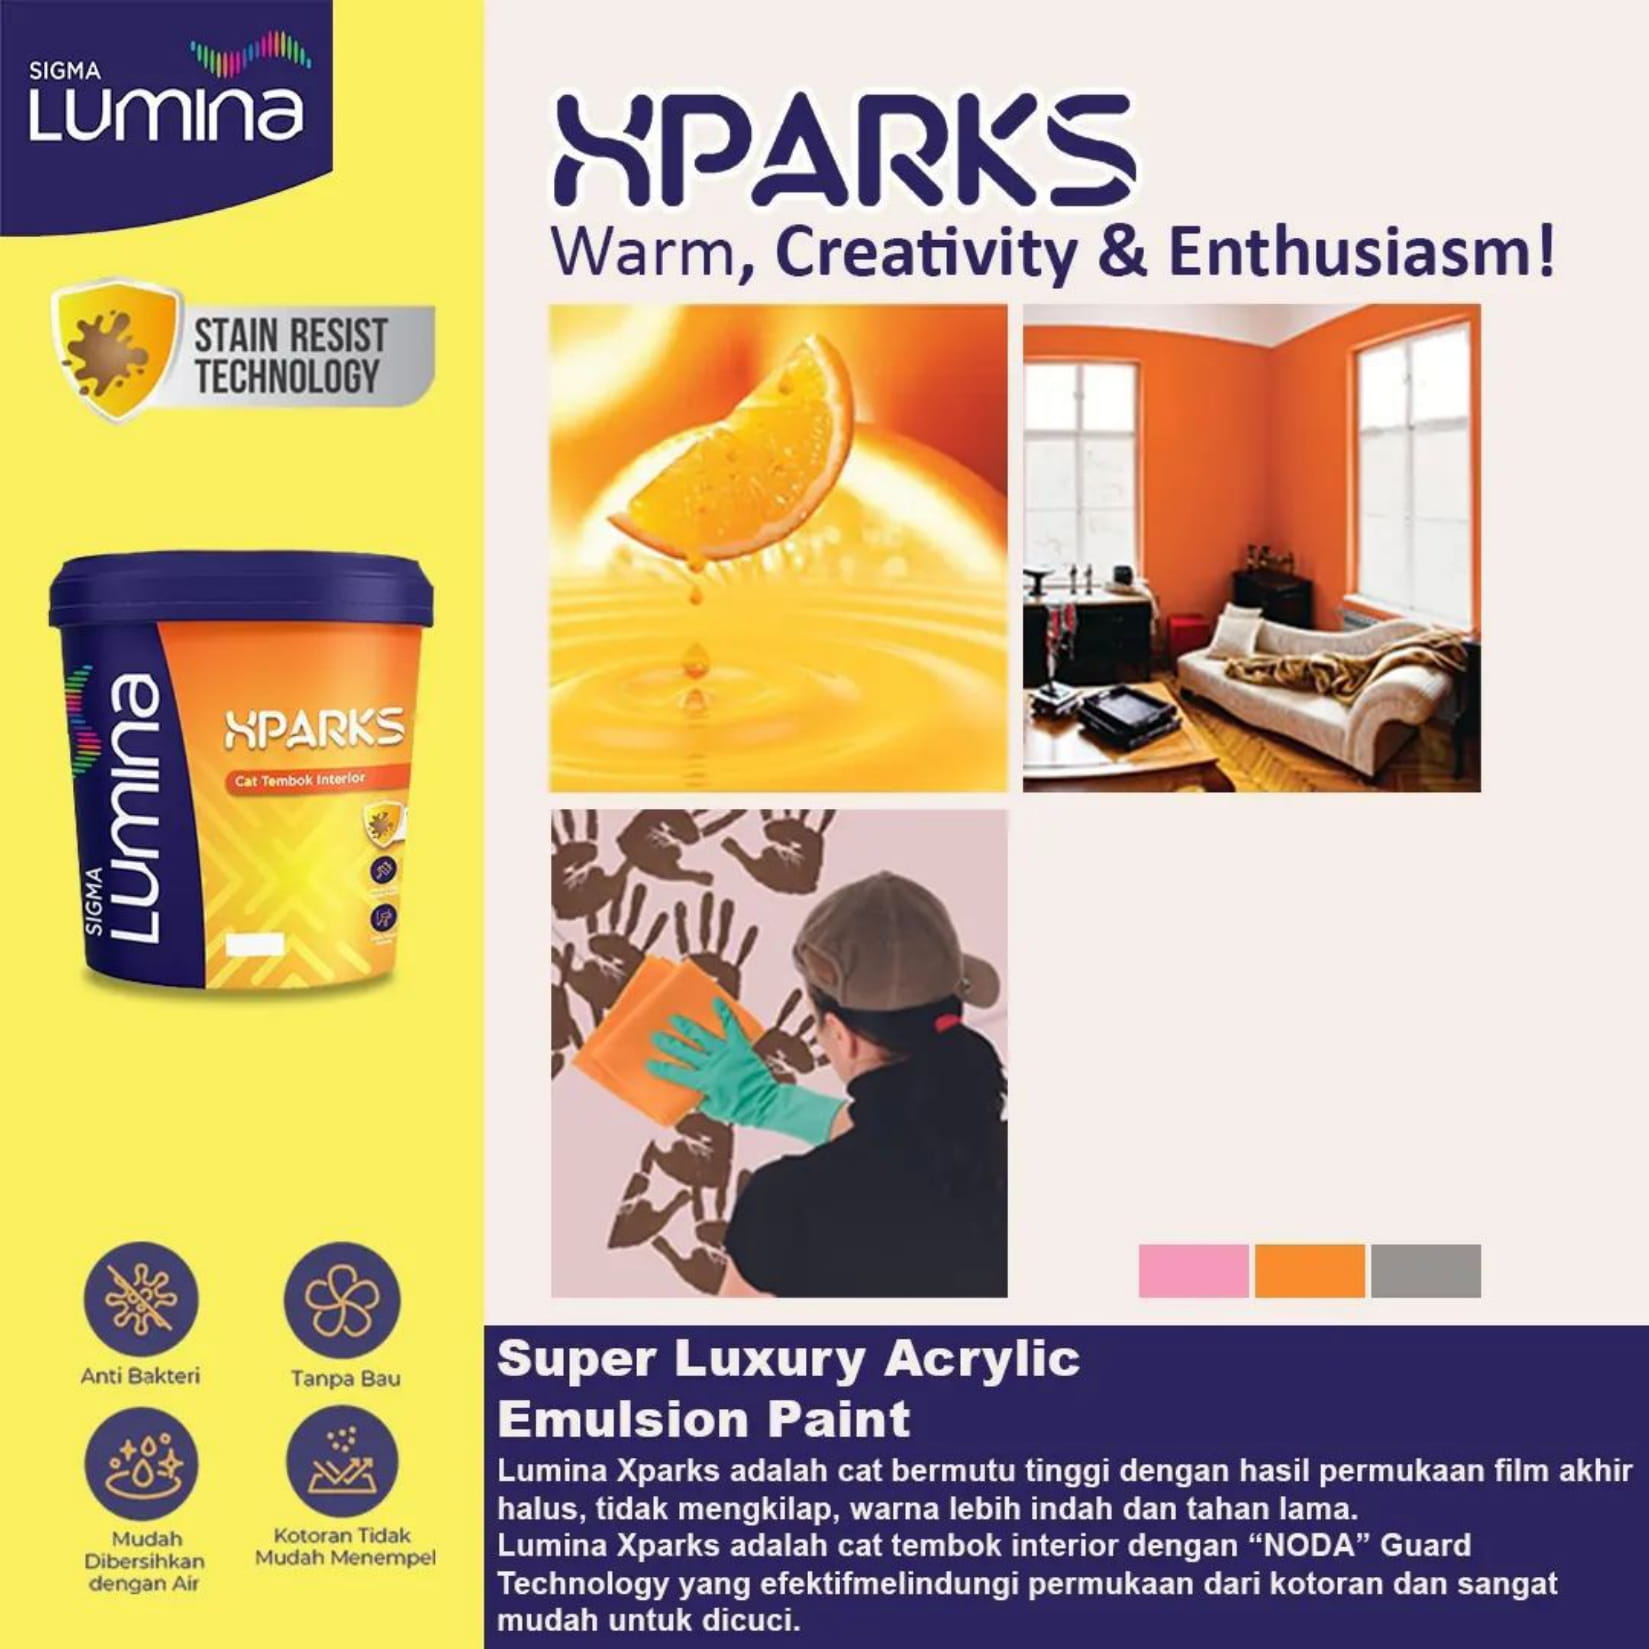 SIGMA
Lumina
XPARKS
Warm, Creativity & Enthusiasm!
STAIN RESIST
TECHNOLOGY
SIGMA
Lumina
XPARKS
Cat Tembok Interior
Anti Bakteri
Tanpa Bau
Mudah
Dibersihkan
dengan Air
Kotoran Tidak
Mudah Menempel
Super Luxury Acrylic
Emulsion Paint
Lumina Xparks adalah cat bermutu tinggi dengan hasil permukaan film akhir
halus, tidak mengkilap, warna lebih indah dan tahan lama.
Lumina Xparks adalah cat tembok interior dengan “NODA” Guard
Technology yang efektifmelindungi permukaan dari kotoran dan sangat
mudah untuk dicuci.